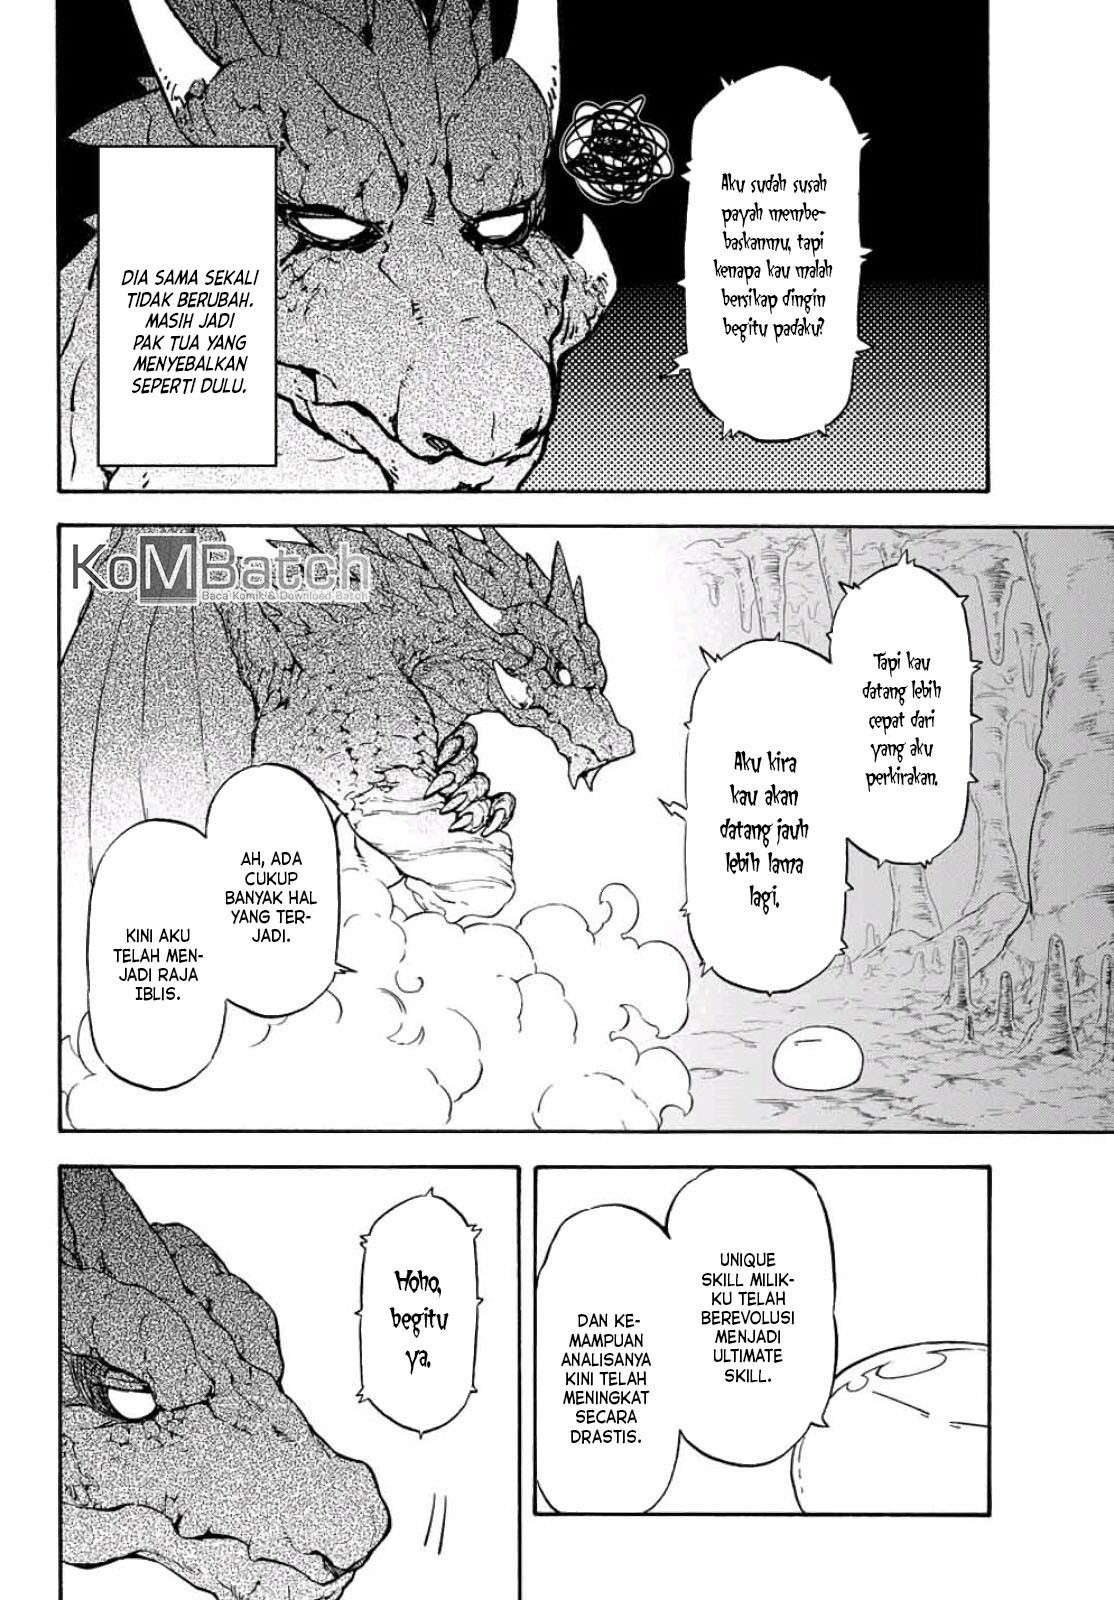 Aku sudah susah
payah membe-
baskanmu, tapi
kenapa kau malah
bersikap dingin
begitu padaku?
DIA SAMA SEKALI
TIDAK BERUBAH.
MASIH JADI
PAK TUA YANG
MENYEBALKAN
SEPERTI DULU.
KoMBatch
Baca Komik & Download Batch
Tapi kau
datang lebih
cepat dari
yang aku
perkirakan.
Aku kira
kau akan
datang jauh
lebih lama
lagi.
AH, ADA
CUKUP
BANYAK HAL
YANG TER-
JADI.
KINI AKU
TELAH MEN-
JADI RAJA
IBLIS.
UNIQUE
SKILL MILIK-
KU TELAH
BEREVOLUSI
MENJADI
ULTIMATE
SKILL.
DAN KE-
MAMPUAN
ANALISANYA
KINI TELAH
MENINGKAT
SECARA
DRASTIS.
Hoho,
begitu
ya.